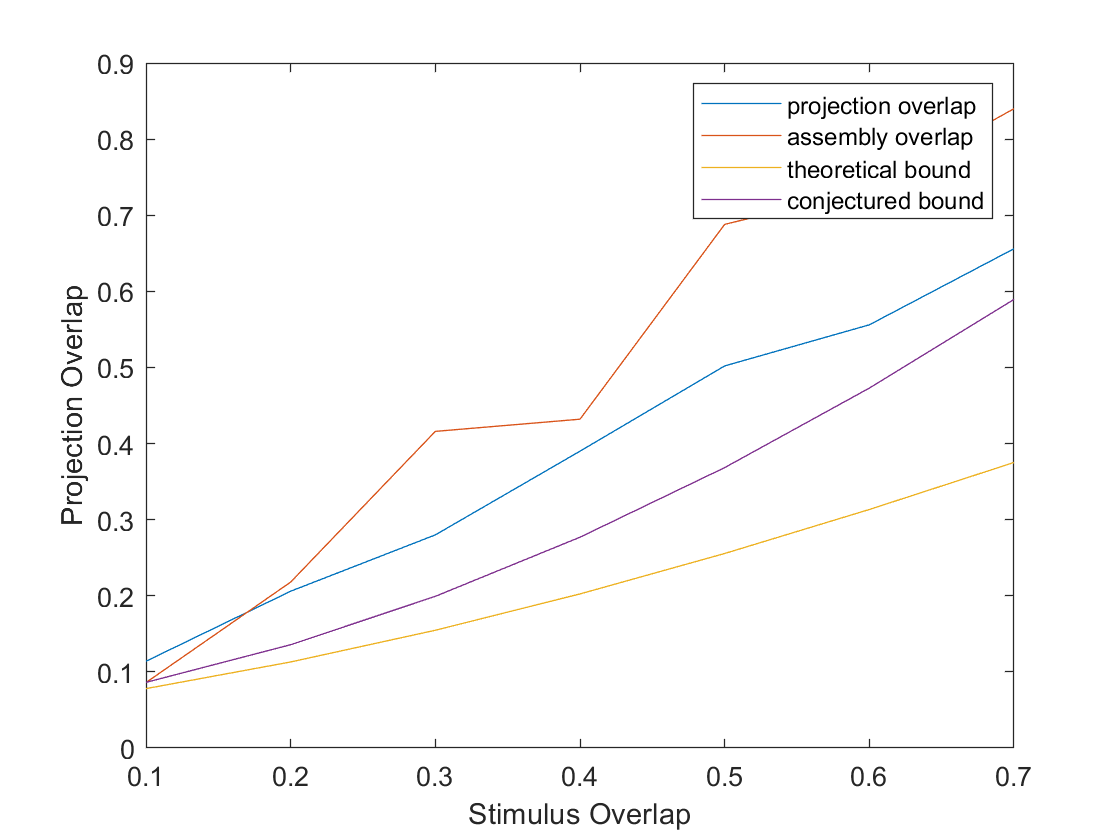 0.9
0.8
0.7
0.6
0.5
0.4
0.3
0.2
0.1
0
Projection Overlap
projection overlap
assembly overlap
theoretical bound
conjectured bound
0.1 0.2 0.3 0.4 0.5 0.6 0.7
Stimulus Overlap